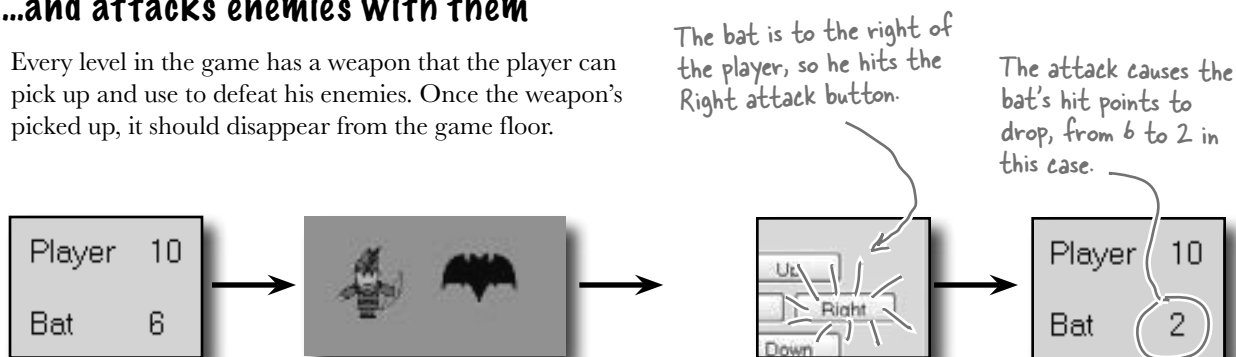 ...and attacks enemies with them
Every level in the game has a weapon that the player can
pick up and use to defeat his enemies. Once the weapon's
picked up, it should disappear from the game floor.
The bat is to the right of
the player, so he hits the
Right attack button.
The attack causes the
bat's hit points to
drop, from 6 to 2 in
this case.
Player 10
Bat 6
Up
Right
Down
Player 10
Bat 2